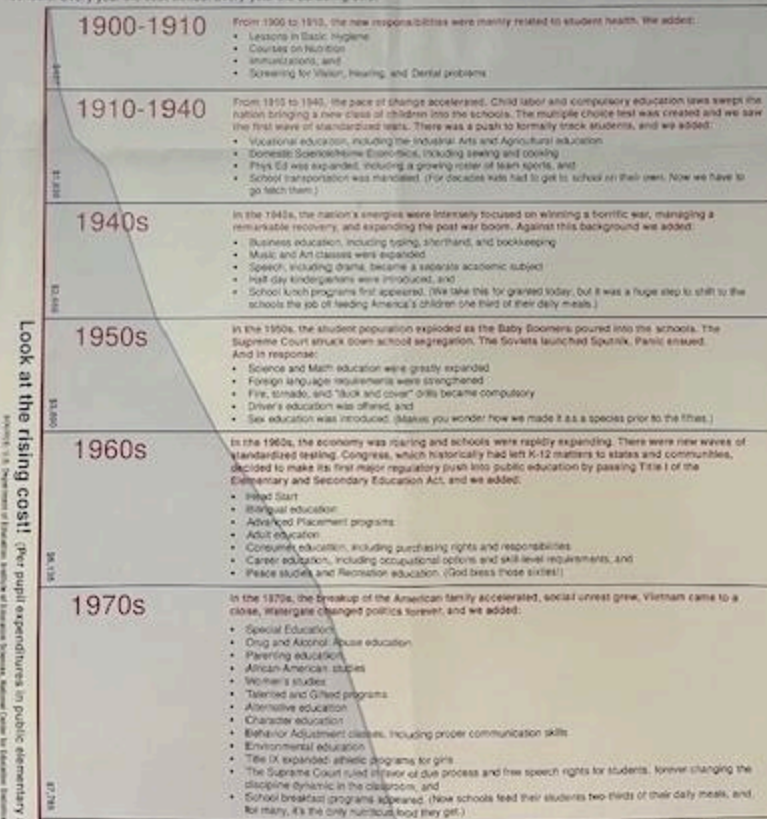 1900-1910
From 1900 to 1910, the new responsibilities were mainly related to student health. We added:
• Lessons in Basic Hygiene
• Courses on Nutrition
• Immunizations, and
• Screening for Vision, Hearing, and Dental problems
1910-1940
From 1910 to 1940, the pace of change accelerated. Child labor and compulsory education laws swept the
nation bringing a new class of children into the schools. The multiple choice test was created and we saw
the first wave of standardized tests. There was a push to formally track students, and we added:
• Vocational education, including the Industrial Arts and Agricultural education
• Domestic Science/Home Economics, including sewing and cooking
• Phys Ed was expanded, including a growing roster of team sports, and
• School transportation was mandated. (For decades kids had to get to school on their own. Now we have to
go fetch them.)
1940s
In the 1940s, the nation's energies were intensely focused on winning a horrific war, managing a
remarkable recovery, and expanding the post war boom. Against this background we added:
• Business education, including typing, shorthand, and bookkeeping
• Music and Art classes were expanded
• Speech, including drama, became a separate academic subject
• Half day kindergartens were introduced, and
• School lunch programs first appeared. (We take this for granted today, but it was a huge step to shift to the
schools the job of feeding America's children one third of their daily meals.)
1950s
In the 1950s, the student population exploded as the Baby Boomers poured into the schools. The
Supreme Court struck down school segregation. The Soviets launched Sputnik. Panic ensued.
And in response:
• Science and Math education were greatly expanded
• Foreign language requirements were strengthened
• Fire, tornado, and "duck and cover" drills became compulsory
• Driver's education was offered, and
• Sex education was introduced. (Makes you wonder how we made it as a species prior to the fifties.)
1960s
In the 1960s, the economy was roaring and schools were rapidly expanding. There were new waves of
standardized testing. Congress, which historically had left K-12 matters to states and communities,
decided to make its first major regulatory push into public education by passing Title I of the
Elementary and Secondary Education Act, and we added:
• Head Start
• Bilingual education
• Advanced Placement programs
• Adult education
• Consumer education, including purchasing rights and responsibilities
• Career education, including occupational options and skill-level requirements, and
• Peace studies and Recreation education. (God bless those sixties!)
1970s
In the 1970s, the breakup of the American family accelerated, social unrest grew, Vietnam came to a
close, Watergate changed politics forever, and we added:
• Special Education
• Drug and Alcohol Abuse education
• Parenting education
• African-American studies
• Women's studies
• Talented and Gifted programs
• Alternative education
• Character education
• Behavior Adjustment classes, including proper communication skills
• Environmental education
• Title IX expanded athletic programs for girls
• The Supreme Court ruled in favor of due process and free speech rights for students, forever changing the
discipline dynamic in the classroom, and
• School breakfast programs appeared. (Now schools feed their students two-thirds of their daily meals, and,
for many, it's the only nutritious food they get.)
Look at the rising cost! (Per pupil expenditures in public elementary